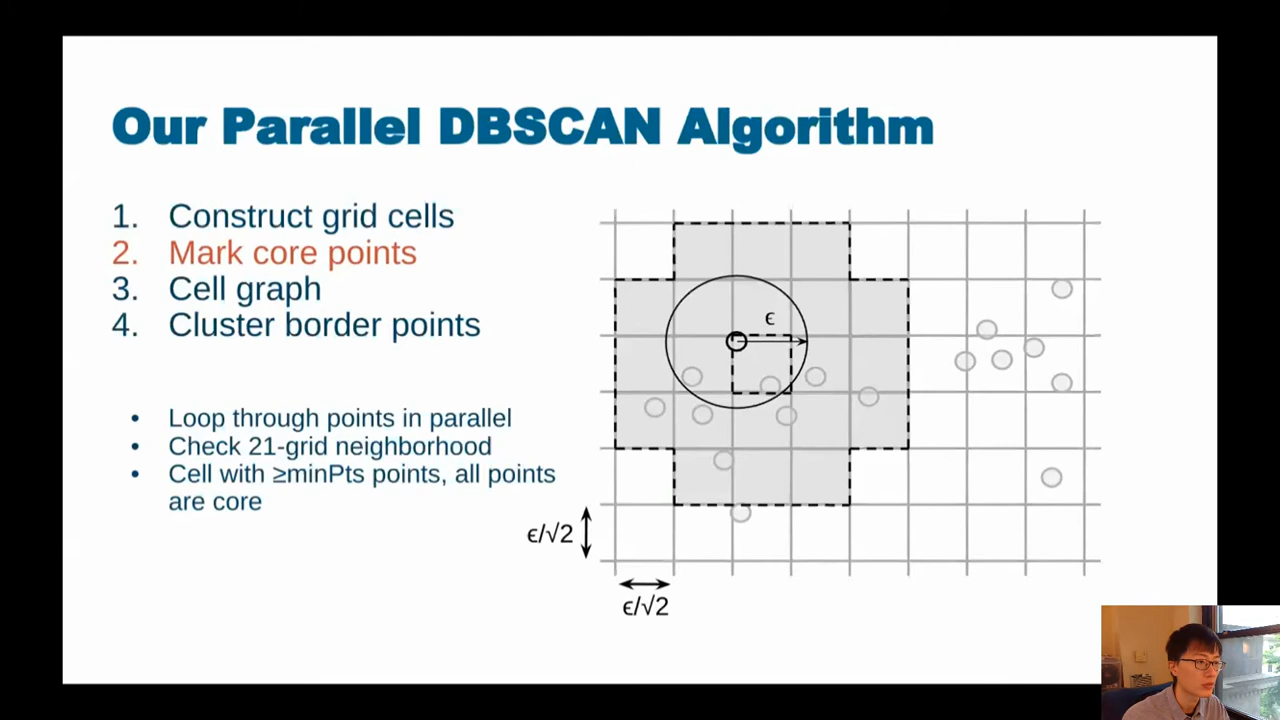 Our Parallel DBSCAN Algorithm
1. Construct grid cells
2. Mark core points
3. Cell graph
4. Cluster border points
• Loop through points in parallel
• Check 21-grid neighborhood
• Cell with ≥minPts points, all points
are core
ϵ
ϵ/√2
ϵ/√2